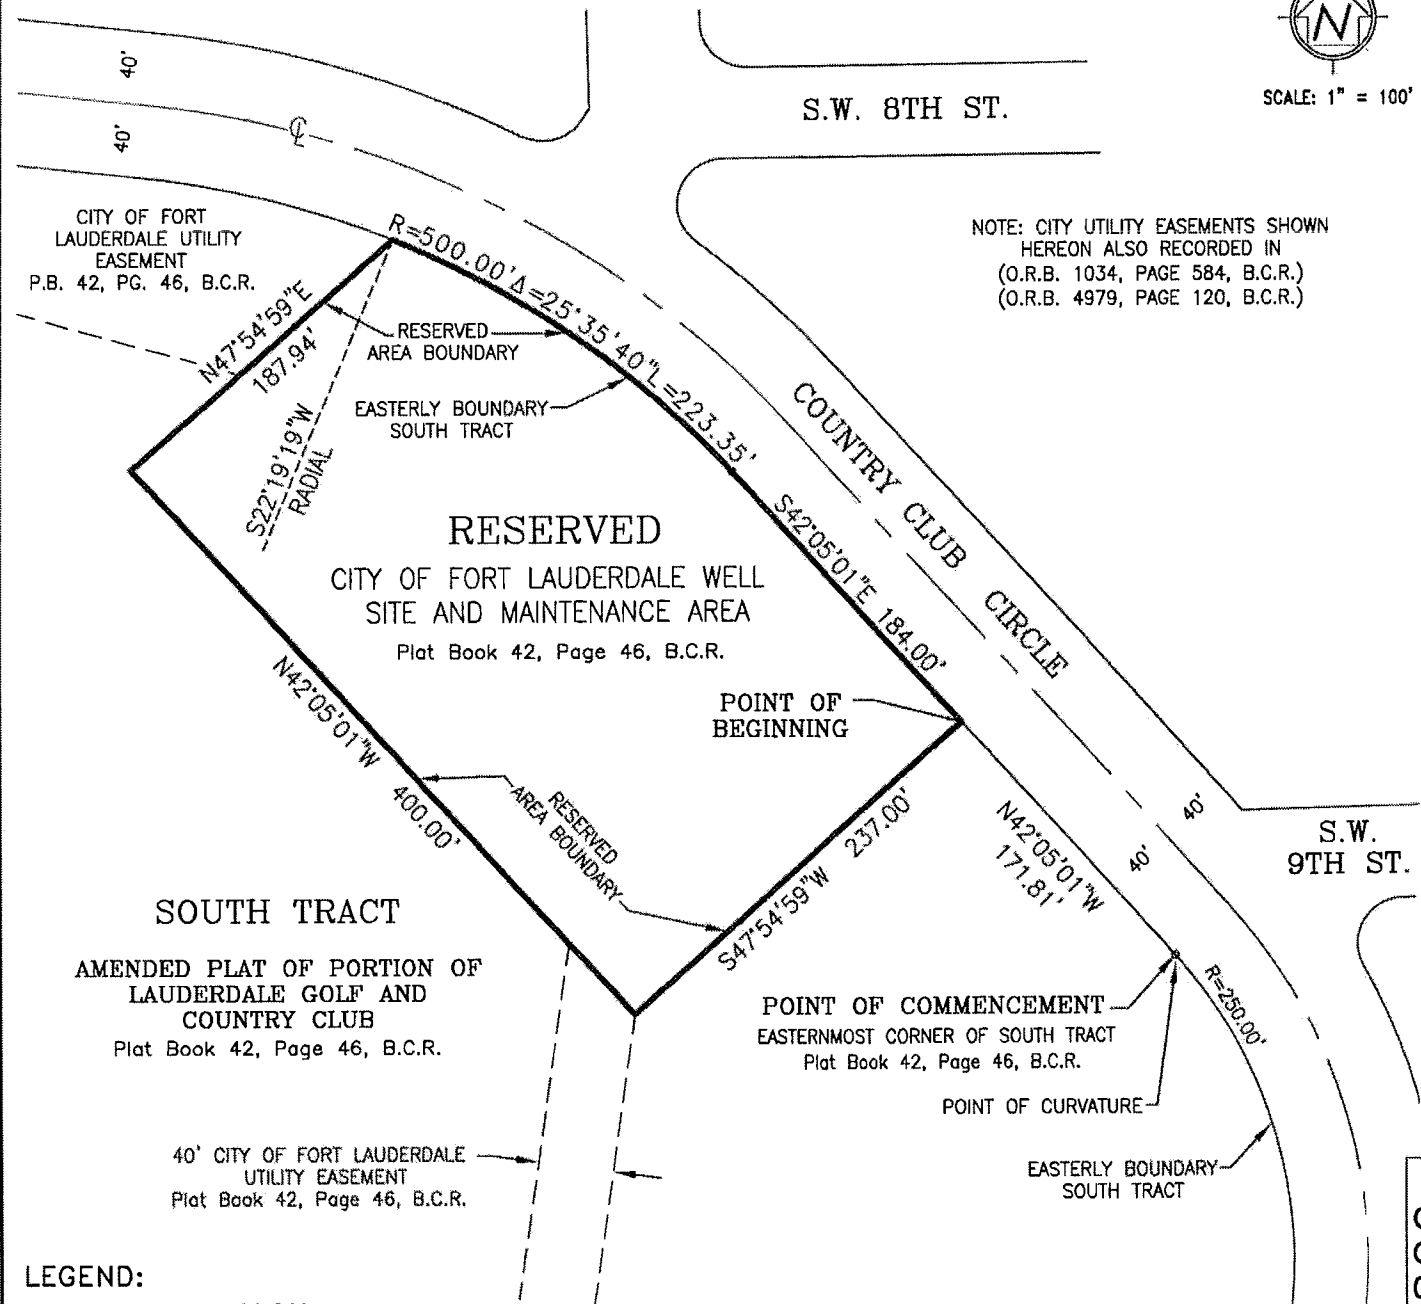 N
SCALE: 1" = 100'
40'
40'
℄
S.W. 8TH ST.
CITY OF FORT
LAUDERDALE UTILITY
EASEMENT
P.B. 42, PG. 46, B.C.R.
NOTE: CITY UTILITY EASEMENTS SHOWN
HEREON ALSO RECORDED IN
(O.R.B. 1034, PAGE 584, B.C.R.)
(O.R.B. 4979, PAGE 120, B.C.R.)
R=500.00' Δ=25°35'40" L=223.35'
N47°54'59"E
187.94'
RESERVED
AREA BOUNDARY
EASTERLY BOUNDARY
SOUTH TRACT
S22°19'19"W
RADIAL
COUNTRY CLUB CIRCLE
RESERVED
CITY OF FORT LAUDERDALE WELL
SITE AND MAINTENANCE AREA
Plat Book 42, Page 46, B.C.R.
S42°05'01"E 184.00'
POINT OF
BEGINNING
N42°05'01"W
400.00'
RESERVED
AREA BOUNDARY
237.00'
S47°54'59"W
N42°05'01"W
171.81'
40'
40'
S.W.
9TH ST.
SOUTH TRACT
AMENDED PLAT OF PORTION OF
LAUDERDALE GOLF AND
COUNTRY CLUB
Plat Book 42, Page 46, B.C.R.
POINT OF COMMENCEMENT
EASTERNMOST CORNER OF SOUTH TRACT
Plat Book 42, Page 46, B.C.R.
R=250.00'
POINT OF CURVATURE
40' CITY OF FORT LAUDERDALE
UTILITY EASEMENT
Plat Book 42, Page 46, B.C.R.
EASTERLY BOUNDARY
SOUTH TRACT
LEGEND: